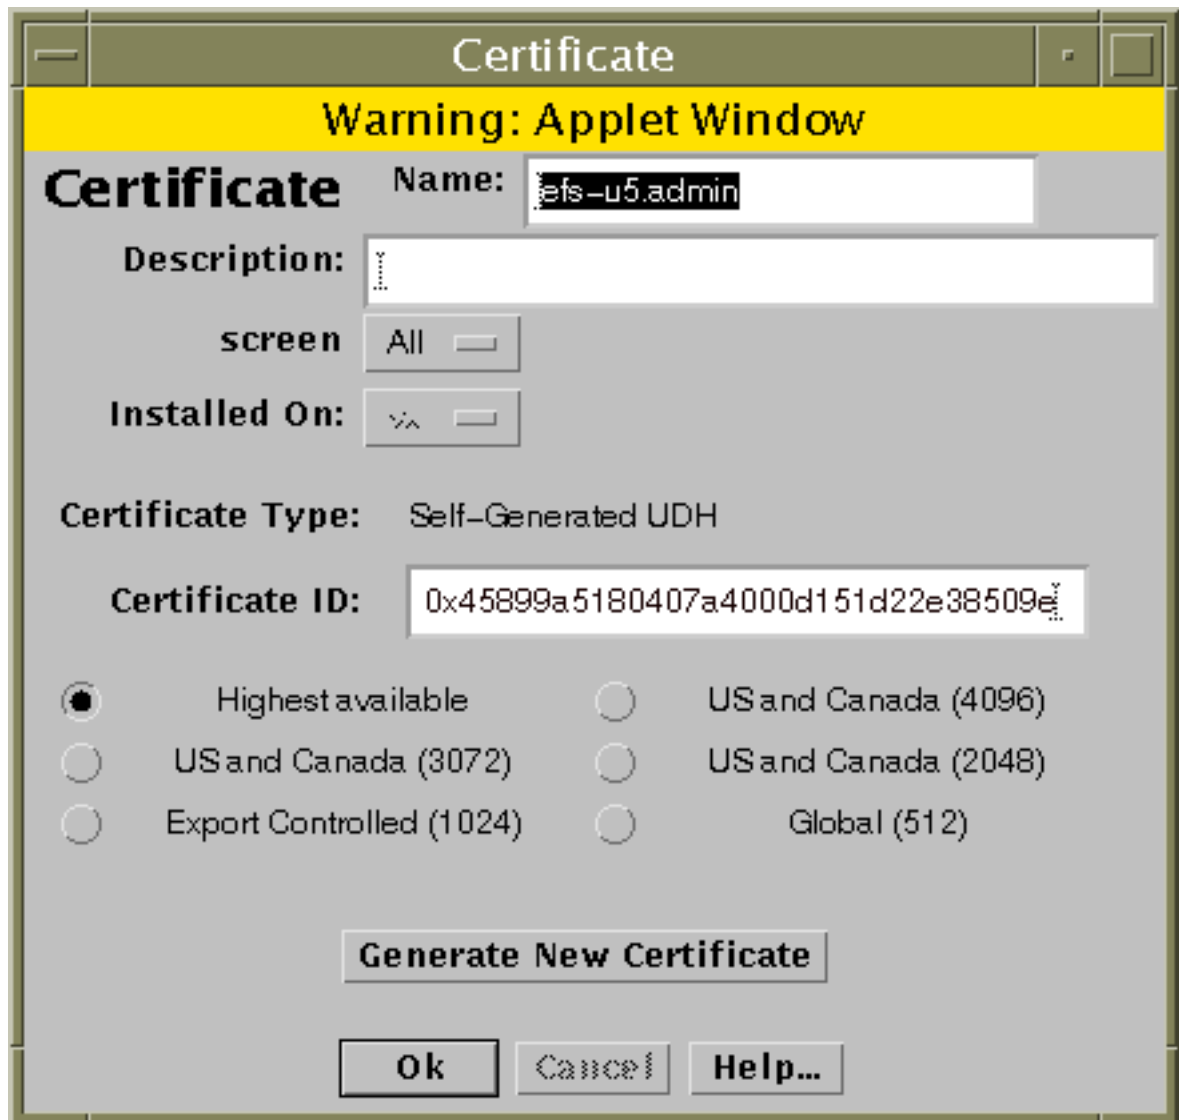 Certificate
Warning: Applet Window
Certificate Name: efs-u5.admin
Description:
screen All
Installed On:
Certificate Type: Self-Generated UDH
Certificate ID: 0x45899a5180407a4000d151d22e38509e
Highest available US and Canada (4096)
US and Canada (3072) US and Canada (2048)
Export Controlled (1024) Global (512)
Generate New Certificate
Ok Cancel Help...